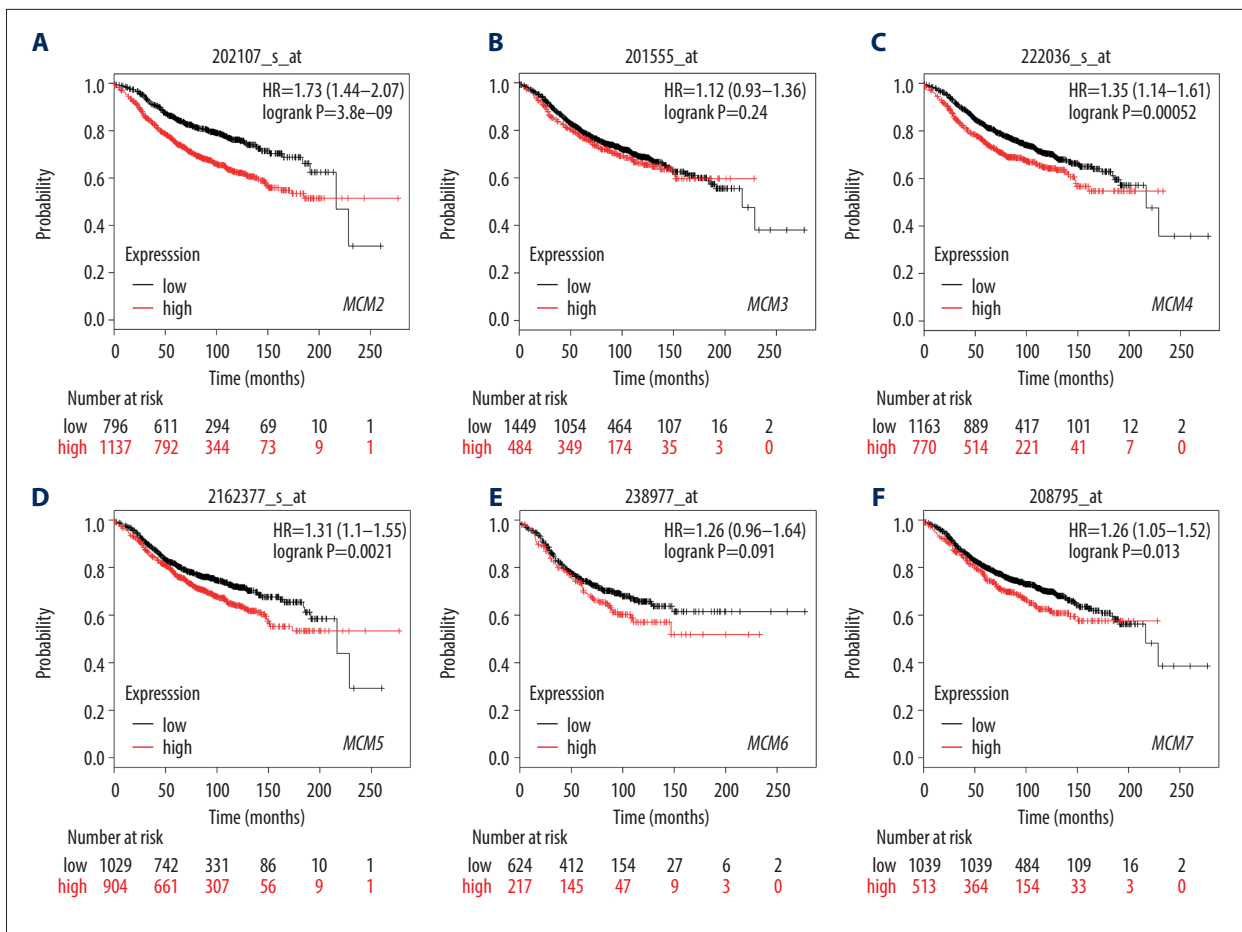 A
202107_s_at
HR=1.73 (1.44–2.07)
logrank P=3.8e–09
1.0
0.8
0.6
0.4
0.2
0.0
Probability
Expresssion
low
high
MCM2
0 50 100 150 200 250
Time (months)
Number at risk
low 796 611 294 69 10 1
high 1137 792 344 73 9 1
B
201555_at
HR=1.12 (0.93–1.36)
logrank P=0.24
1.0
0.8
0.6
0.4
0.2
0.0
Probability
Expresssion
low
high
MCM3
0 50 100 150 200 250
Time (months)
Number at risk
low 1449 1054 464 107 16 2
high 484 349 174 35 3 0
C
222036_s_at
HR=1.35 (1.14–1.61)
logrank P=0.00052
1.0
0.8
0.6
0.4
0.2
0.0
Probability
Expresssion
low
high
MCM4
0 50 100 150 200 250
Time (months)
Number at risk
low 1163 889 417 101 12 2
high 770 514 221 41 7 0
D
2162377_s_at
HR=1.31 (1.1–1.55)
logrank P=0.0021
1.0
0.8
0.6
0.4
0.2
0.0
Probability
Expresssion
low
high
MCM5
0 50 100 150 200 250
Time (months)
Number at risk
low 1029 742 331 86 10 1
high 904 661 307 56 9 1
E
238977_at
HR=1.26 (0.96–1.64)
logrank P=0.091
1.0
0.8
0.6
0.4
0.2
0.0
Probability
Expresssion
low
high
MCM6
0 50 100 150 200 250
Time (months)
Number at risk
low 624 412 154 27 6 2
high 217 145 47 9 3 0
F
208795_at
HR=1.26 (1.05–1.52)
logrank P=0.013
1.0
0.8
0.6
0.4
0.2
0.0
Probability
Expresssion
low
high
MCM7
0 50 100 150 200 250
Time (months)
Number at risk
low 1039 1039 484 109 16 2
high 513 364 154 33 3 0